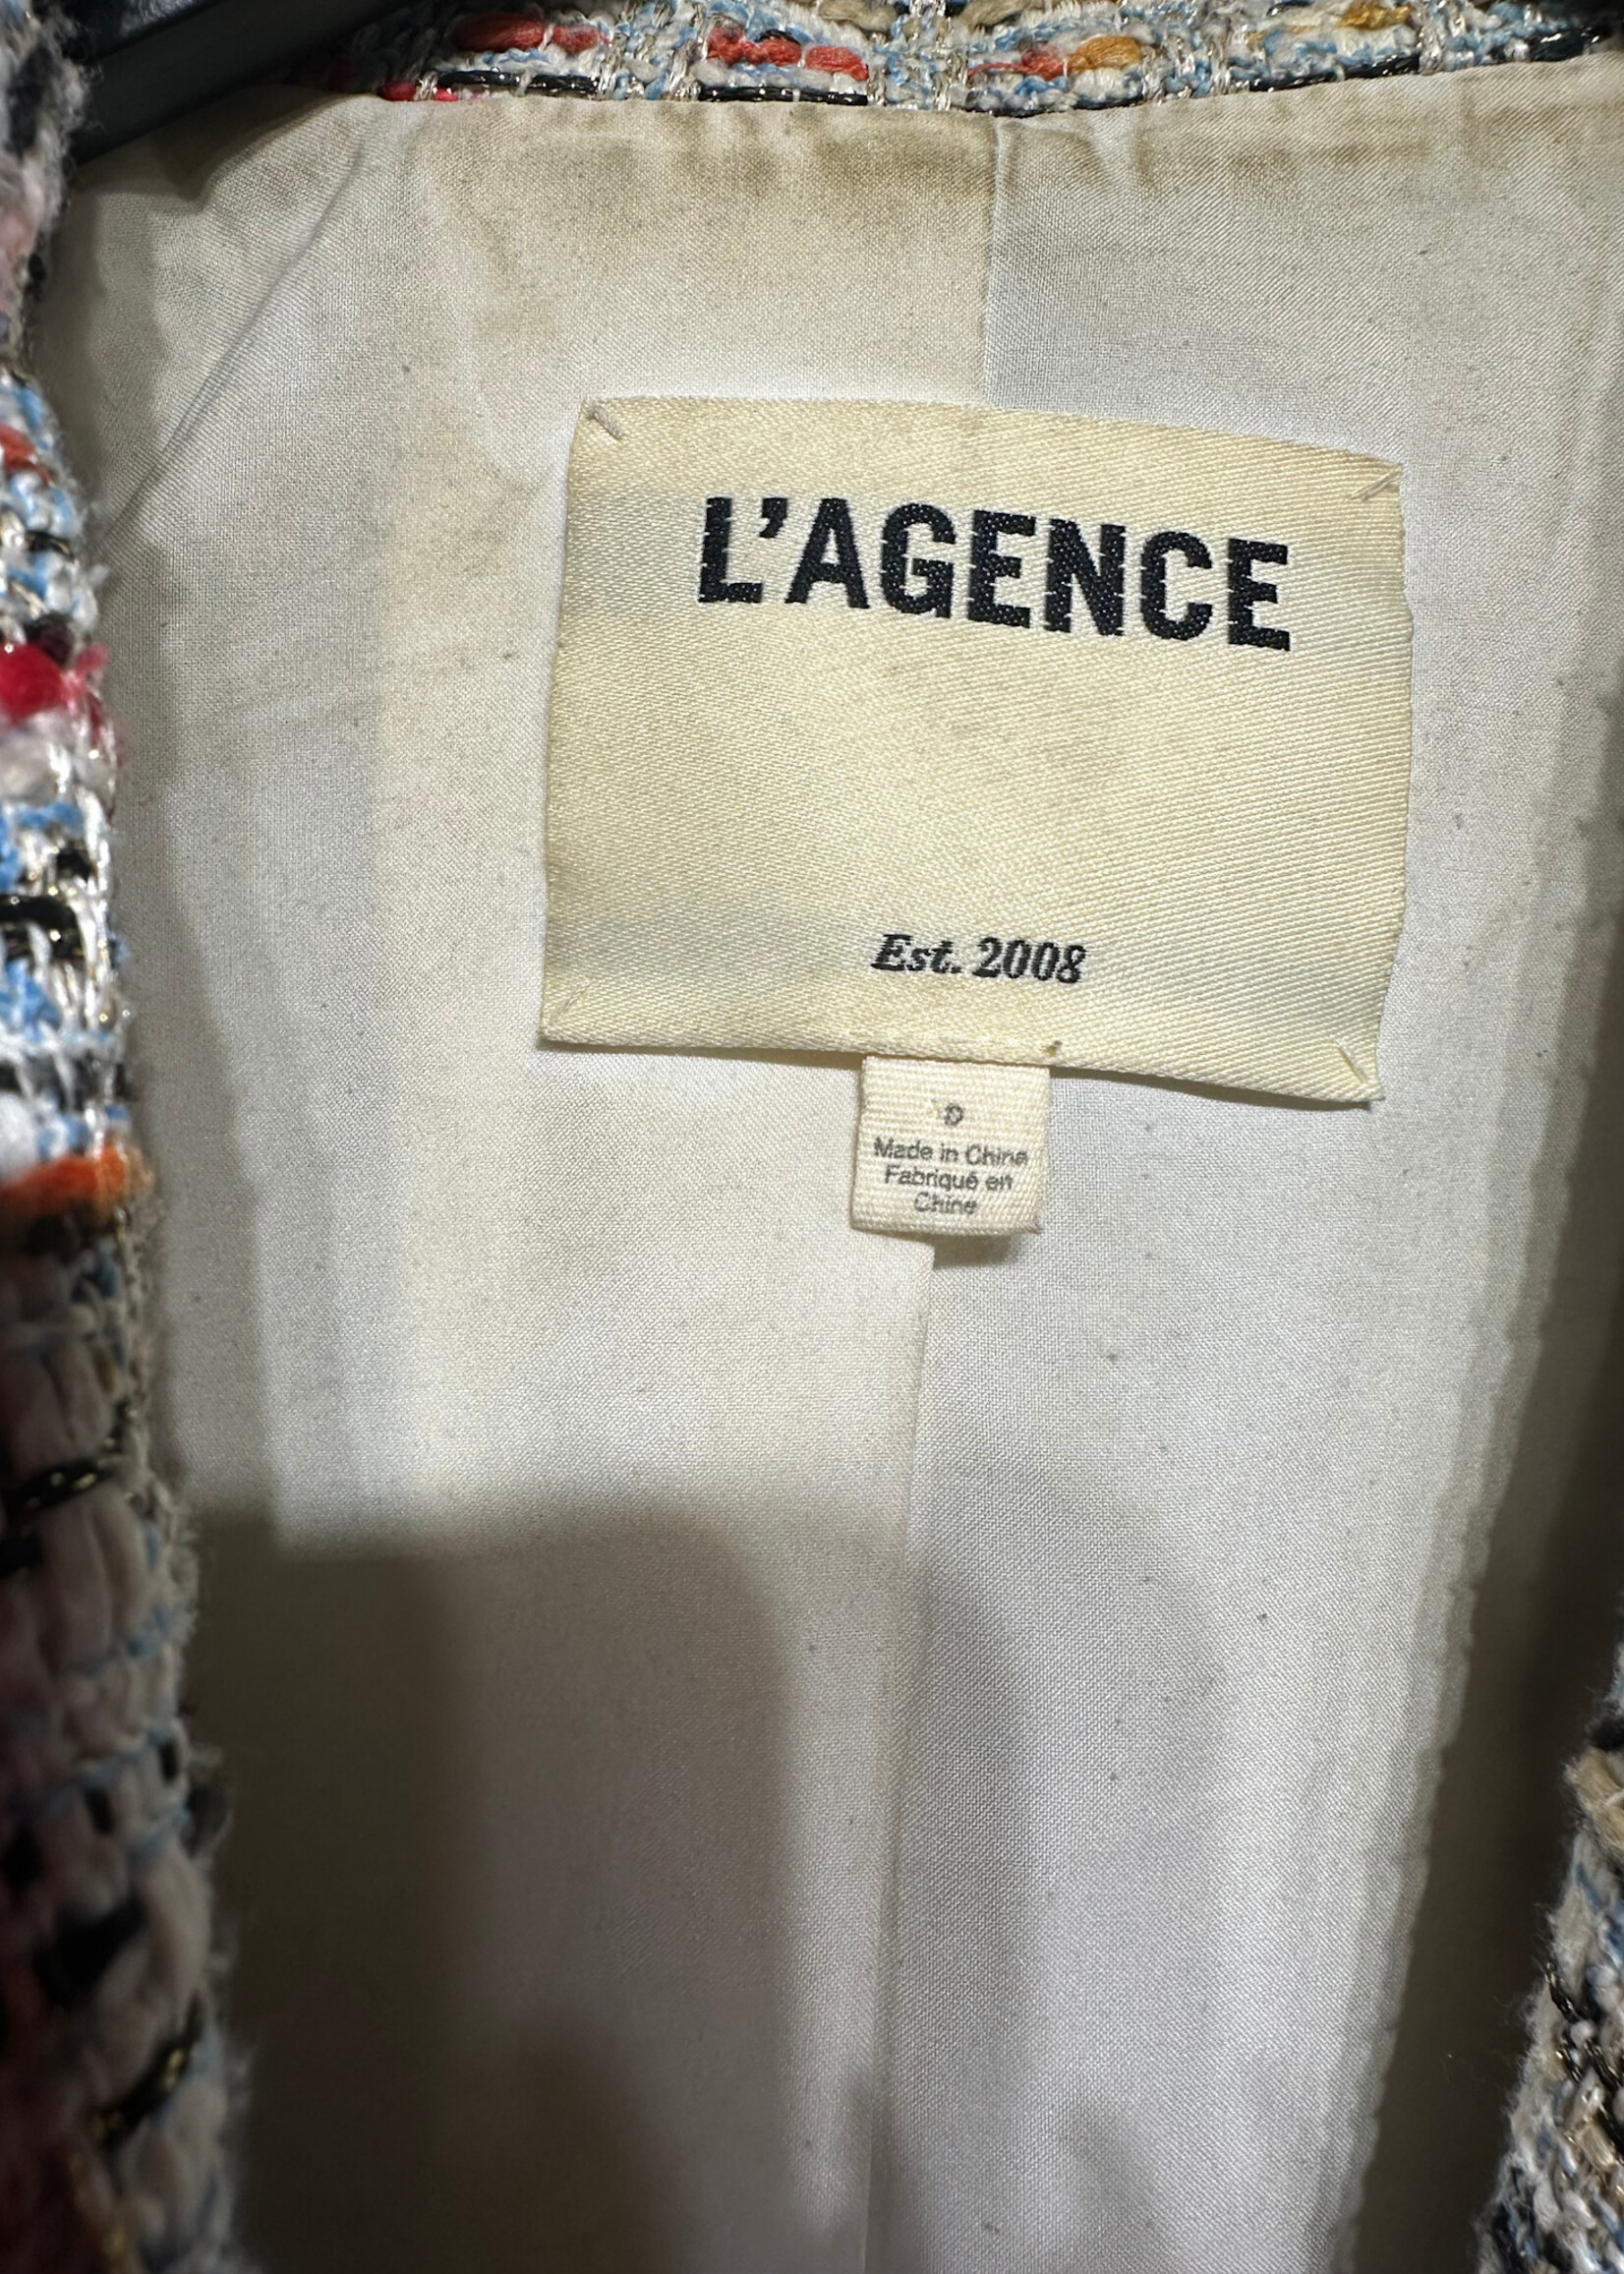 L'AGENCE
Est. 2008
Made in China
Fabriqué en
Chine